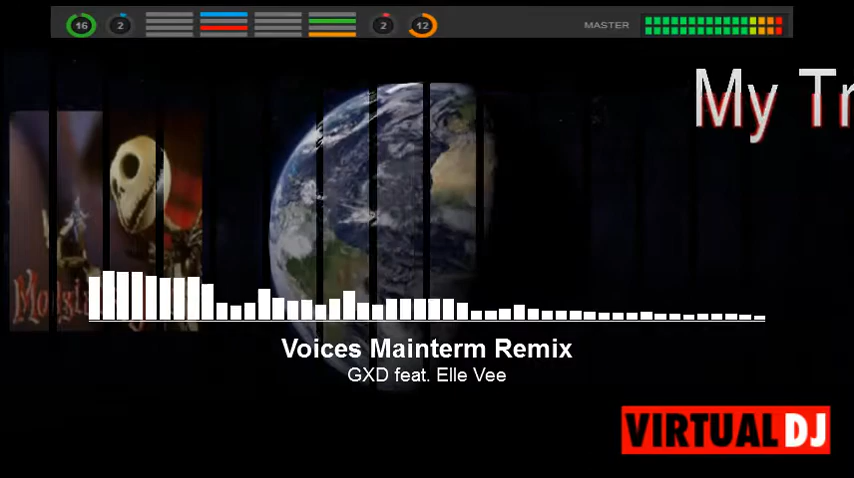 16 2 2 12 MASTER
My Tr
Voices Mainterm Remix
GXD feat. Elle Vee
VIRTUAL DJ